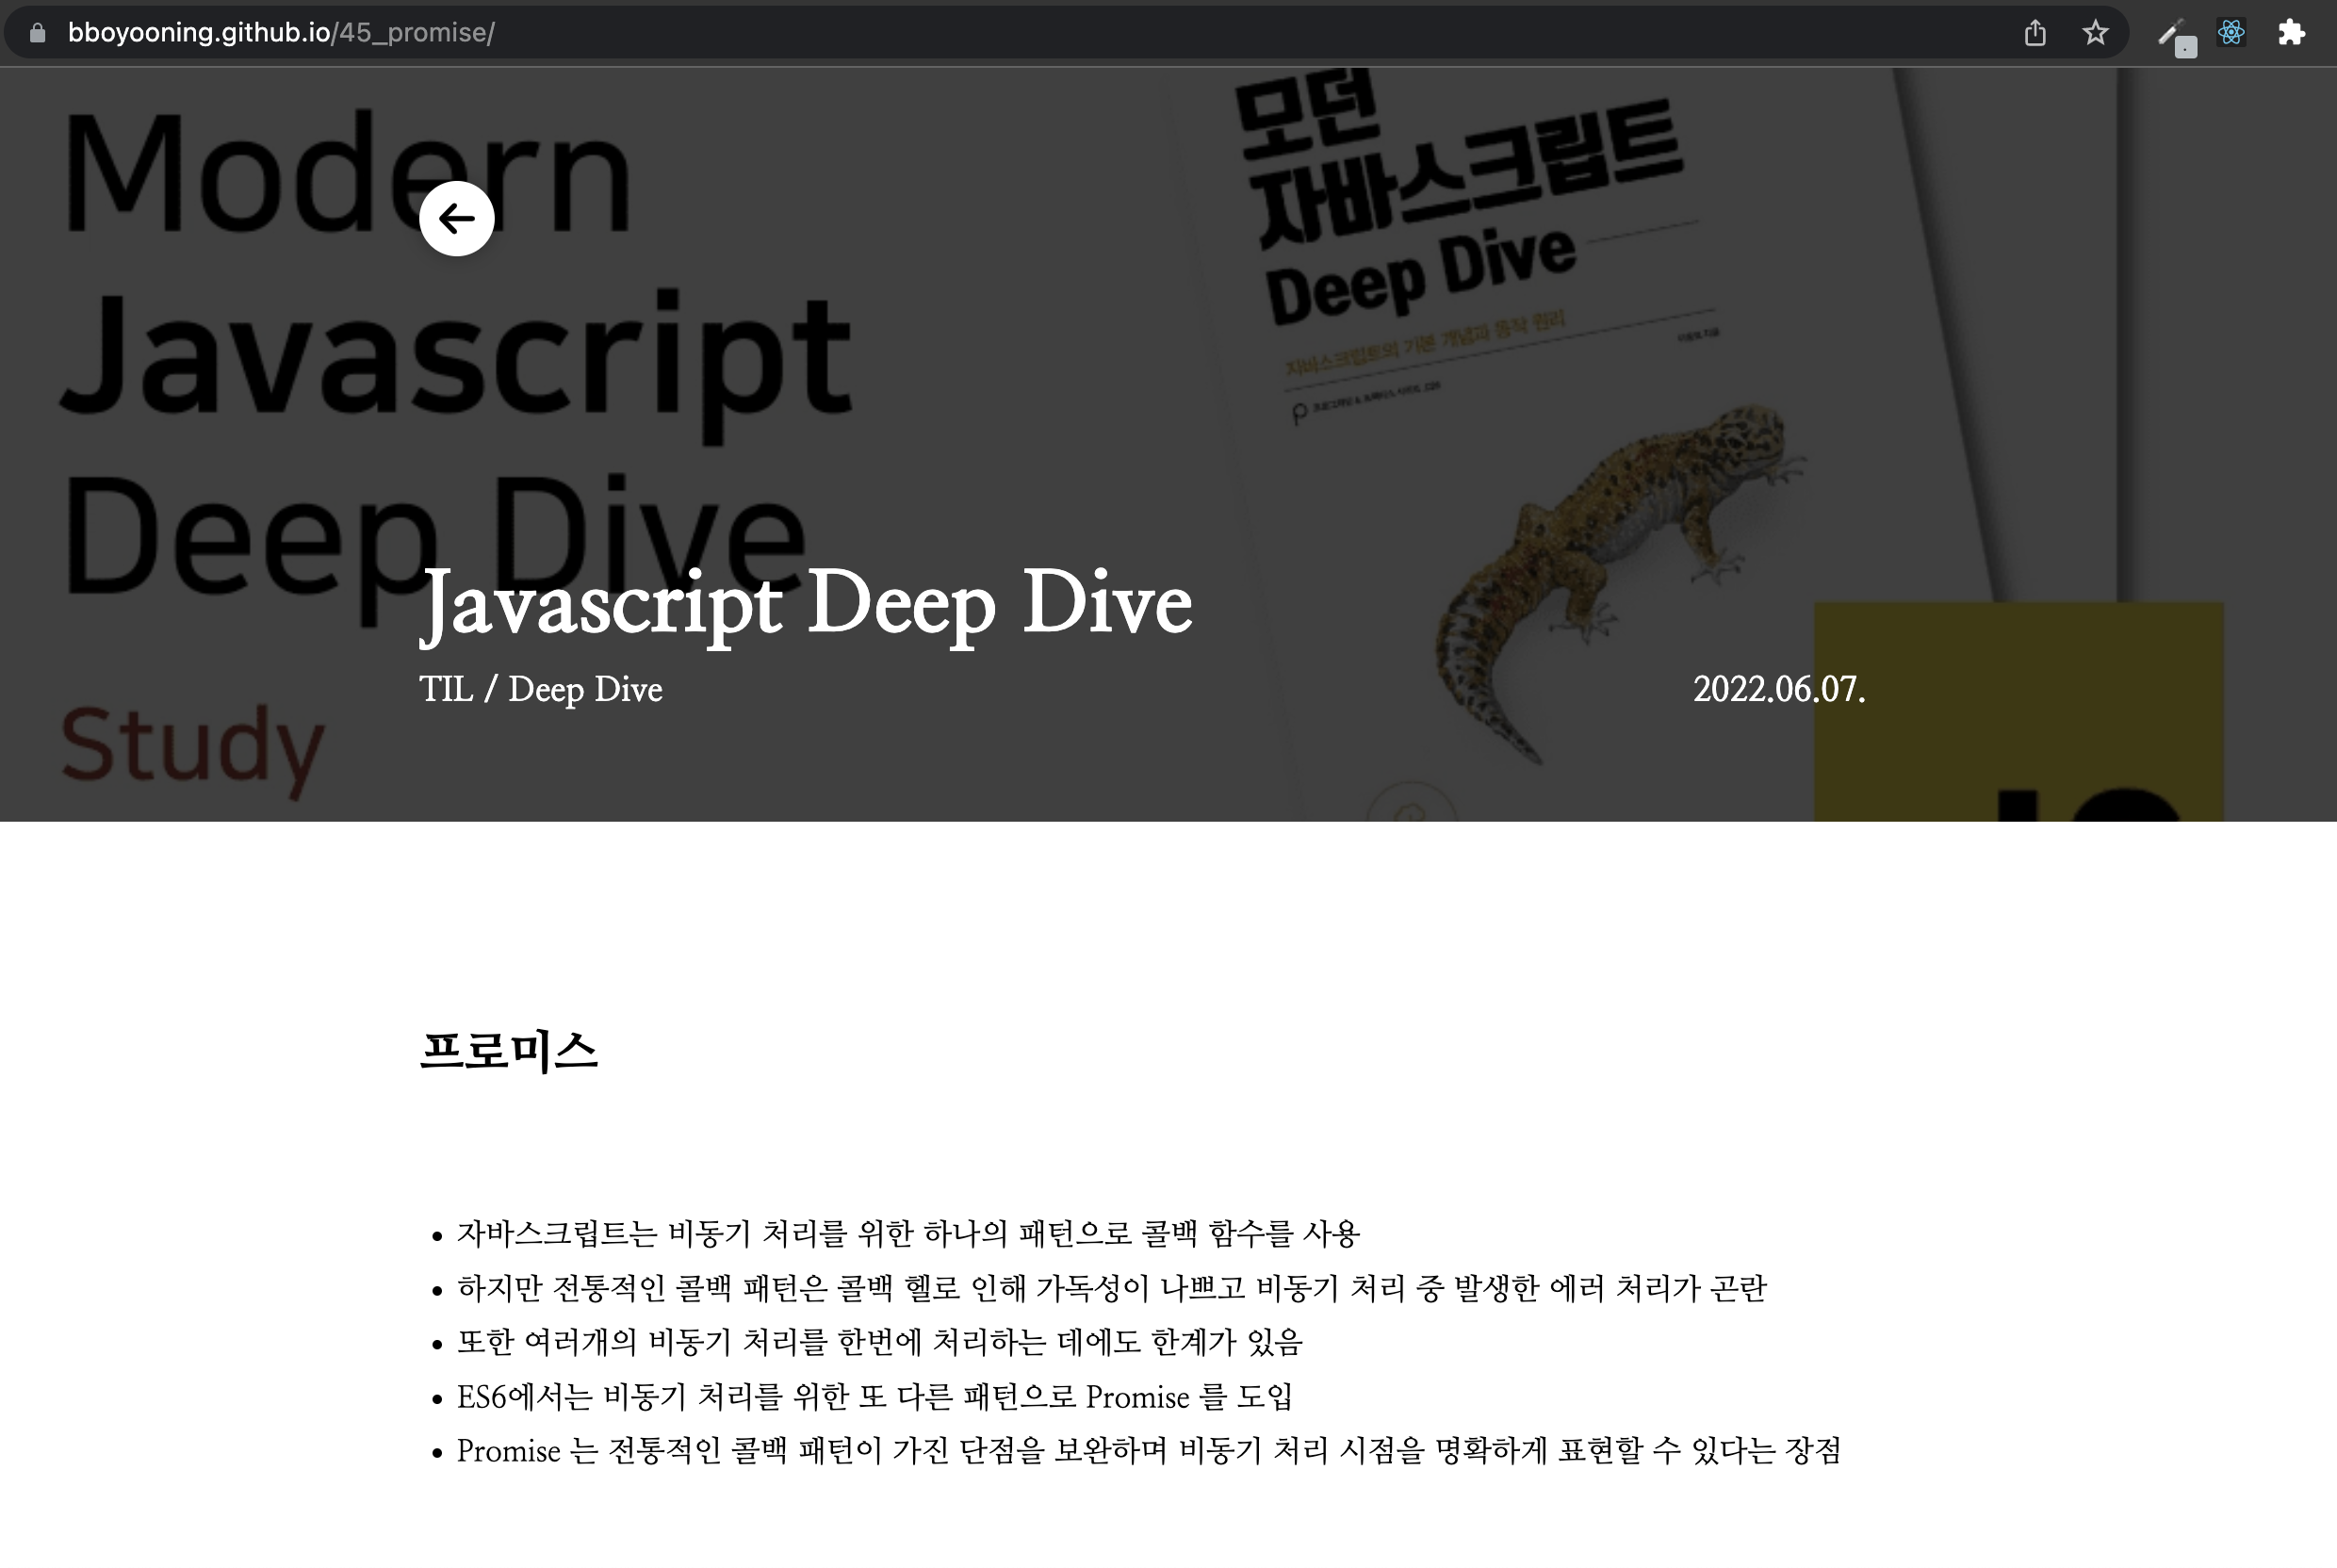 bboyooning.github.io/45_promise/
Modern
Javascript
Deep Dive
Study
모던
자바스크립트
Deep Dive
자바스크립트의 기본 개념과 동작 원리
Javascript Deep Dive
TIL / Deep Dive
2022.06.07.
프로미스
• 자바스크립트는 비동기 처리를 위한 하나의 패턴으로 콜백 함수를 사용
• 하지만 전통적인 콜백 패턴은 콜백 헬로 인해 가독성이 나쁘고 비동기 처리 중 발생한 에러 처리가 곤란
• 또한 여러개의 비동기 처리를 한번에 처리하는 데에도 한계가 있음
• ES6에서는 비동기 처리를 위한 또 다른 패턴으로 Promise 를 도입
• Promise 는 전통적인 콜백 패턴이 가진 단점을 보완하며 비동기 처리 시점을 명확하게 표현할 수 있다는 장점